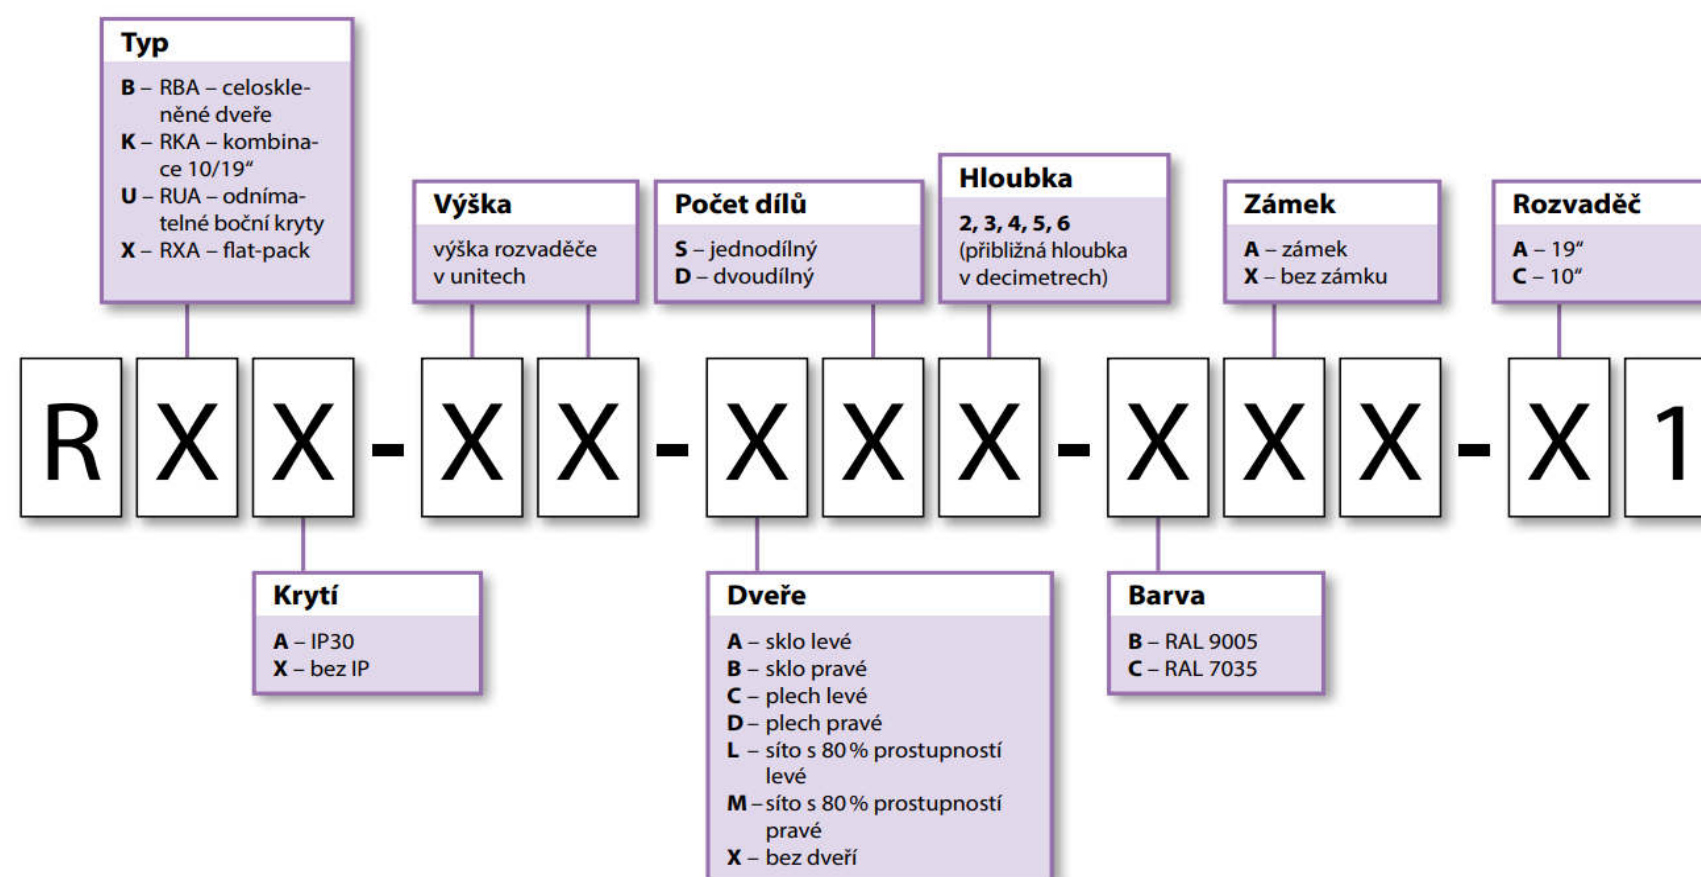 Typ
B – RBA – celoskle-
něné dveře
K – RKA – kombina-
ce 10/19“
U – RUA – odníma-
telné boční kryty
X – RXA – flat-pack
Výška
výška rozvaděče
v unitech
Počet dílů
S – jednodílný
D – dvoudílný
Hloubka
2, 3, 4, 5, 6
(přibližná hloubka
v decimetrech)
Zámek
A – zámek
X – bez zámku
Rozvaděč
A – 19“
C – 10“
R X X - X X - X X X - X X X - X 1
Krytí
A – IP30
X – bez IP
Dveře
A – sklo levé
B – sklo pravé
C – plech levé
D – plech pravé
L – síto s 80 % prostupností
levé
M – síto s 80 % prostupností
pravé
X – bez dveří
Barva
B – RAL 9005
C – RAL 7035